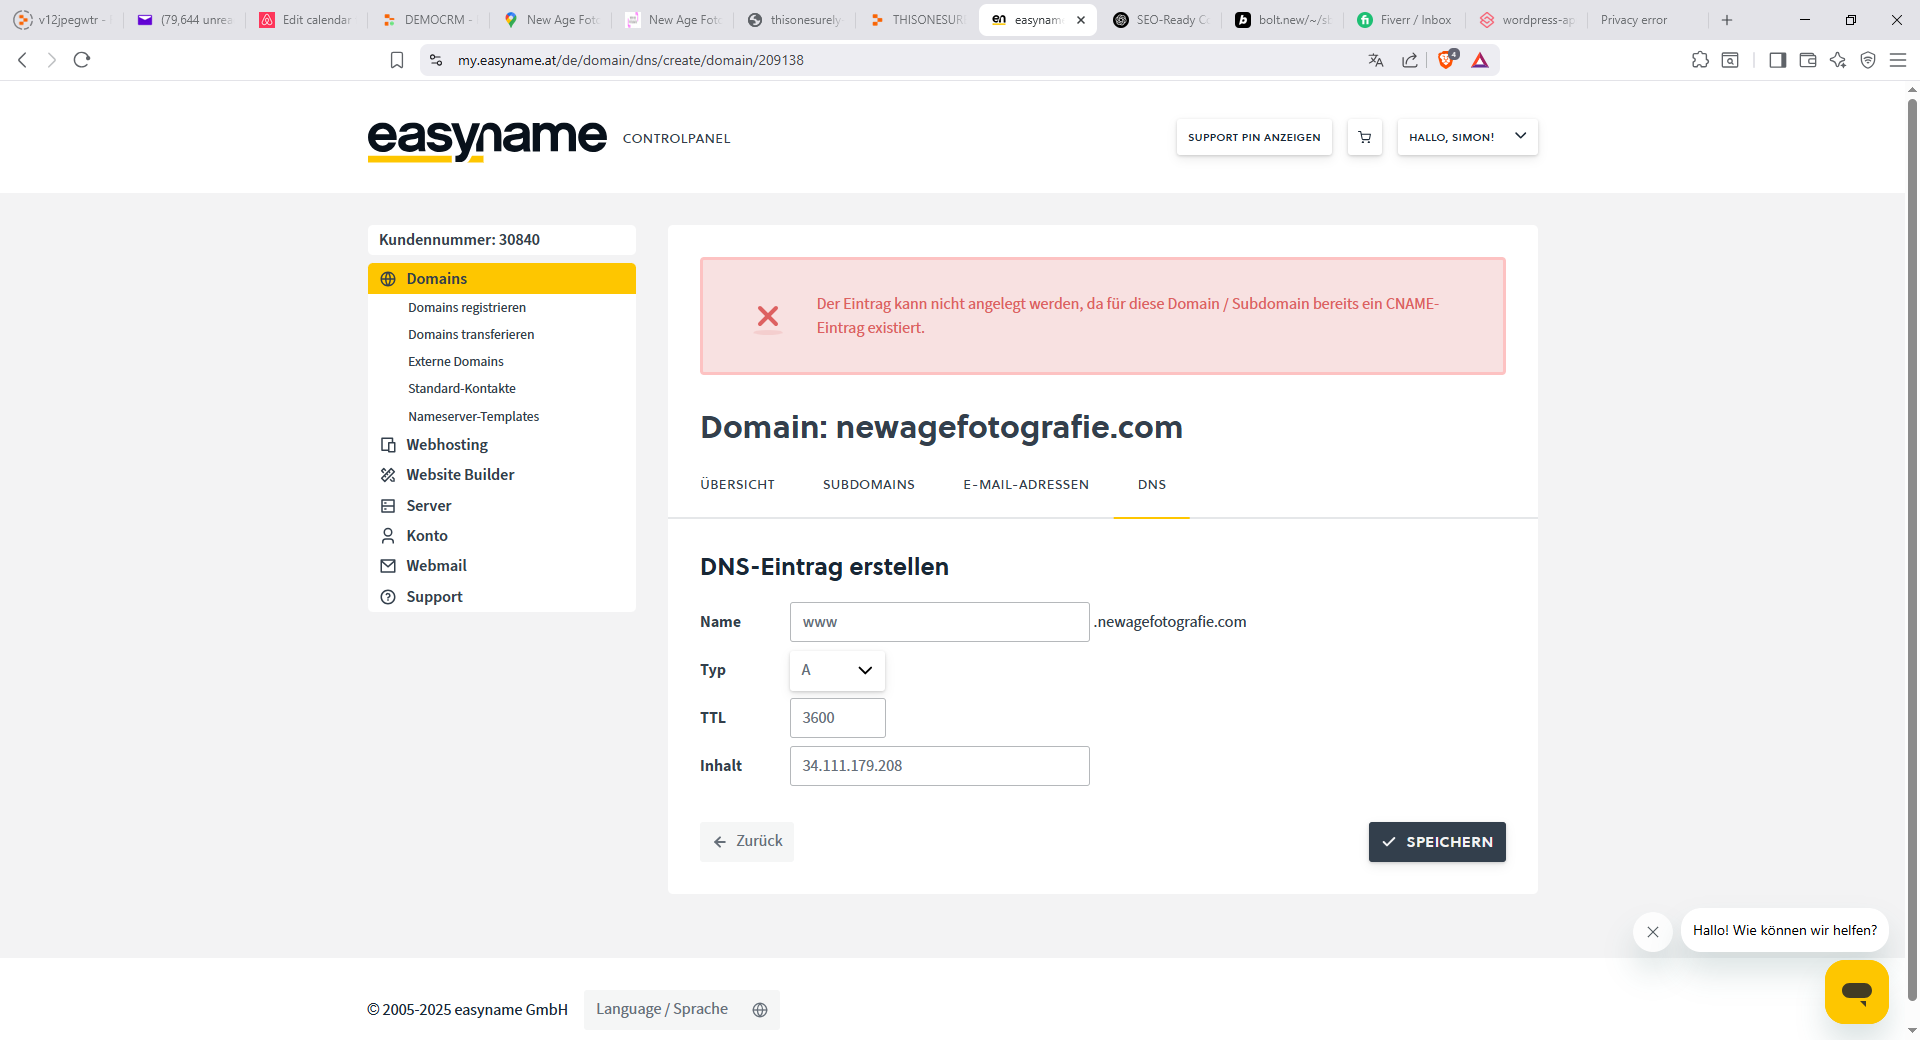 v12jpegwtr -
(79,644 unrea
Edit calendar
DEMOCRM -
New Age Foto
New Age Foto
thisonesurely
THISONESUR
easyname
SEO-Ready Co
bolt.new/~/sb
Fiverr / Inbox
wordpress-ap
Privacy error
my.easyname.at/de/domain/dns/create/domain/209138
4
easyname CONTROLPANEL
SUPPORT PIN ANZEIGEN
HALLO, SIMON!
Kundennummer: 30840
Domains
Domains registrieren
Domains transferieren
Externe Domains
Standard-Kontakte
Nameserver-Templates
Webhosting
Website Builder
Server
Konto
Webmail
Support
Der Eintrag kann nicht angelegt werden, da für diese Domain / Subdomain bereits ein CNAME-
Eintrag existiert.
Domain: newagefotografie.com
ÜBERSICHT
SUBDOMAINS
E-MAIL-ADRESSEN
DNS
DNS-Eintrag erstellen
Name www .newagefotografie.com
Typ A
TTL 3600
Inhalt 34.111.179.208
Zurück
SPEICHERN
Hallo! Wie können wir helfen?
© 2005-2025 easyname GmbH
Language / Sprache